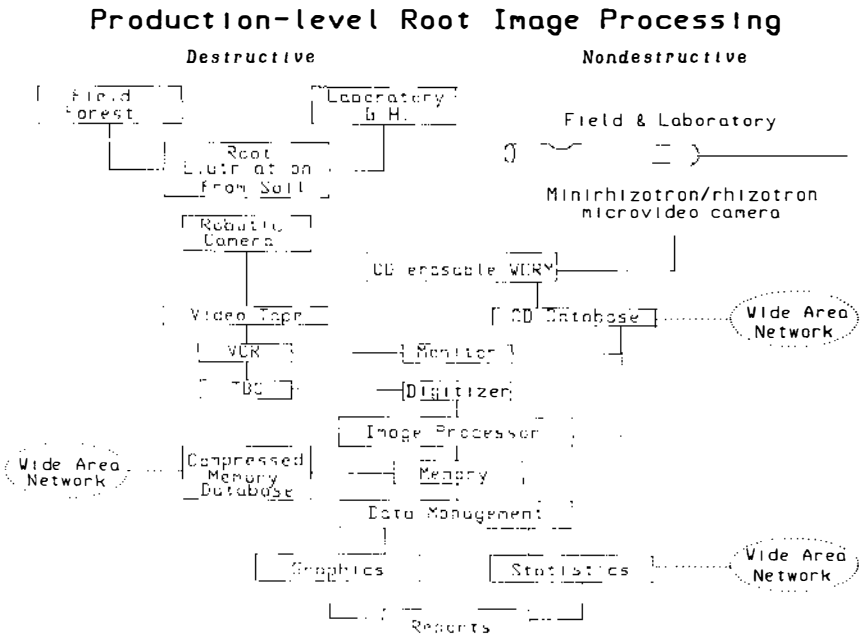 Production-level Root Image Processing
Destructive
Nondestructive
Field
Forest
Laboratory
G.H.
Field & Laboratory
Root
Elutriation
from Soil
Minirhizotron/rhizotron
microvideo camera
Robotic
Camera
CD erasable WORM
Video Tape
CD Database
Wide Area
Network
VCR
Monitor
TBC
Digitizer
Image Processor
Wide Area
Network
Compressed
Memory
Database
Memory
Data Management
Graphics
Statistics
Wide Area
Network
Reports